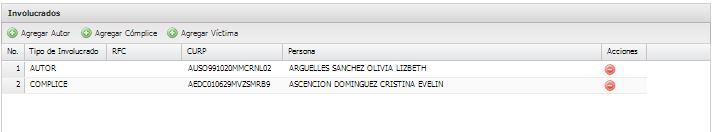 Involucrados
Agregar Autor Agregar Cómplice Agregar Víctima
No. Tipo de Involucrado RFC CURP Persona Acciones
1 AUTOR AUSO991020MMCRNL02 ARGUELLES SANCHEZ OLIVIA LIZBETH
2 COMPLICE AEDC010629MVZSMRB9 ASCENCION DOMINGUEZ CRISTINA EVELIN